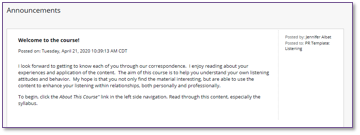 Announcements
Welcome to the course!
Posted on: Tuesday, April 21, 2020 10:39:13 AM CDT
Posted by: Jennifer Albat
Posted to: PR Template:
Listening
I look forward to getting to know each of you through our correspondence. I enjoy reading about your
experiences and application of the content. The aim of this course is to help you understand your own listening
attitudes and behavior. My hope is that you not only find the material interesting, but are able to use the
content to enhance your listening within relationships, both personally and professionally.
To begin, click the About This Course" link in the left side navigation. Read through this content, especially the
syllabus.